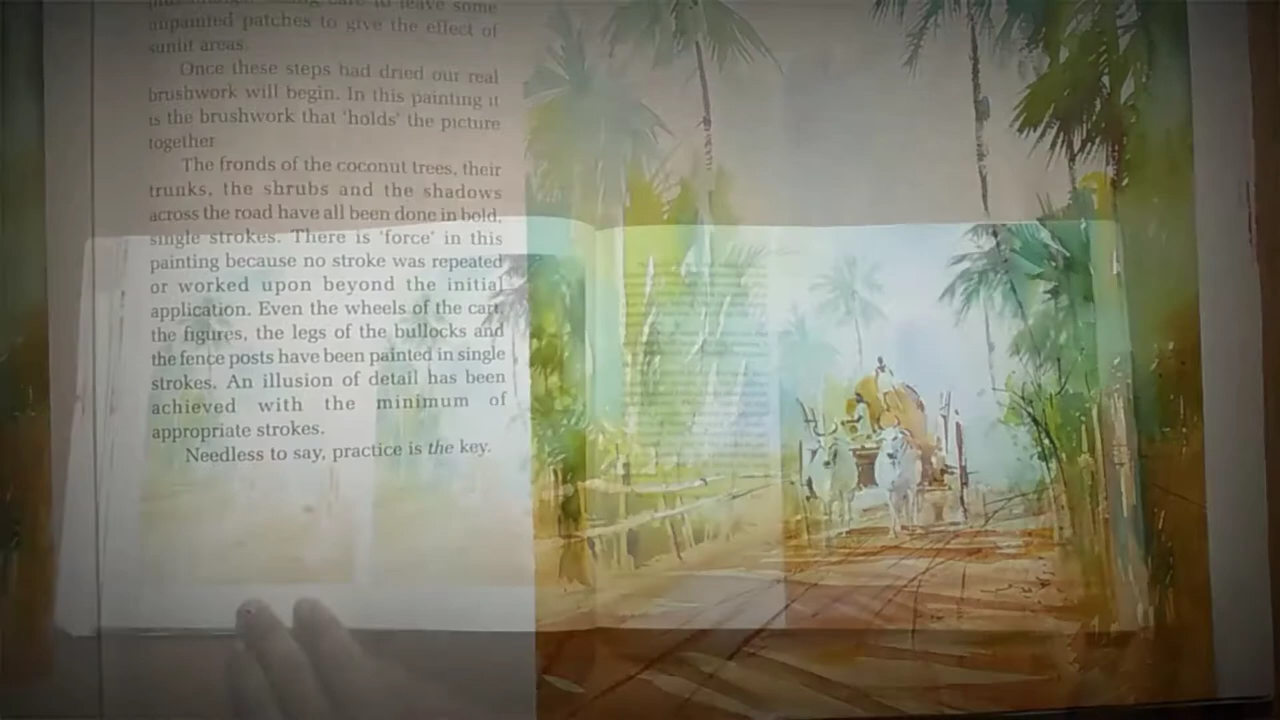 to leave some
unpainted patches to give the effect of
sunlit areas
Once these steps had dried our real
brushwork will begin. In this painting it
is the brushwork that 'holds' the picture
together
The fronds of the coconut trees, their
trunks, the shrubs and the shadows
across the road have all been done in bold,
single strokes. There is 'force' in this
painting because no stroke was repeated
or worked upon beyond the initial
application. Even the wheels of the cart,
the figures, the legs of the bullocks and
the fence posts have been painted in single
strokes. An illusion of detail has been
achieved with the minimum of
appropriate strokes.
Needless to say, practice is the key.